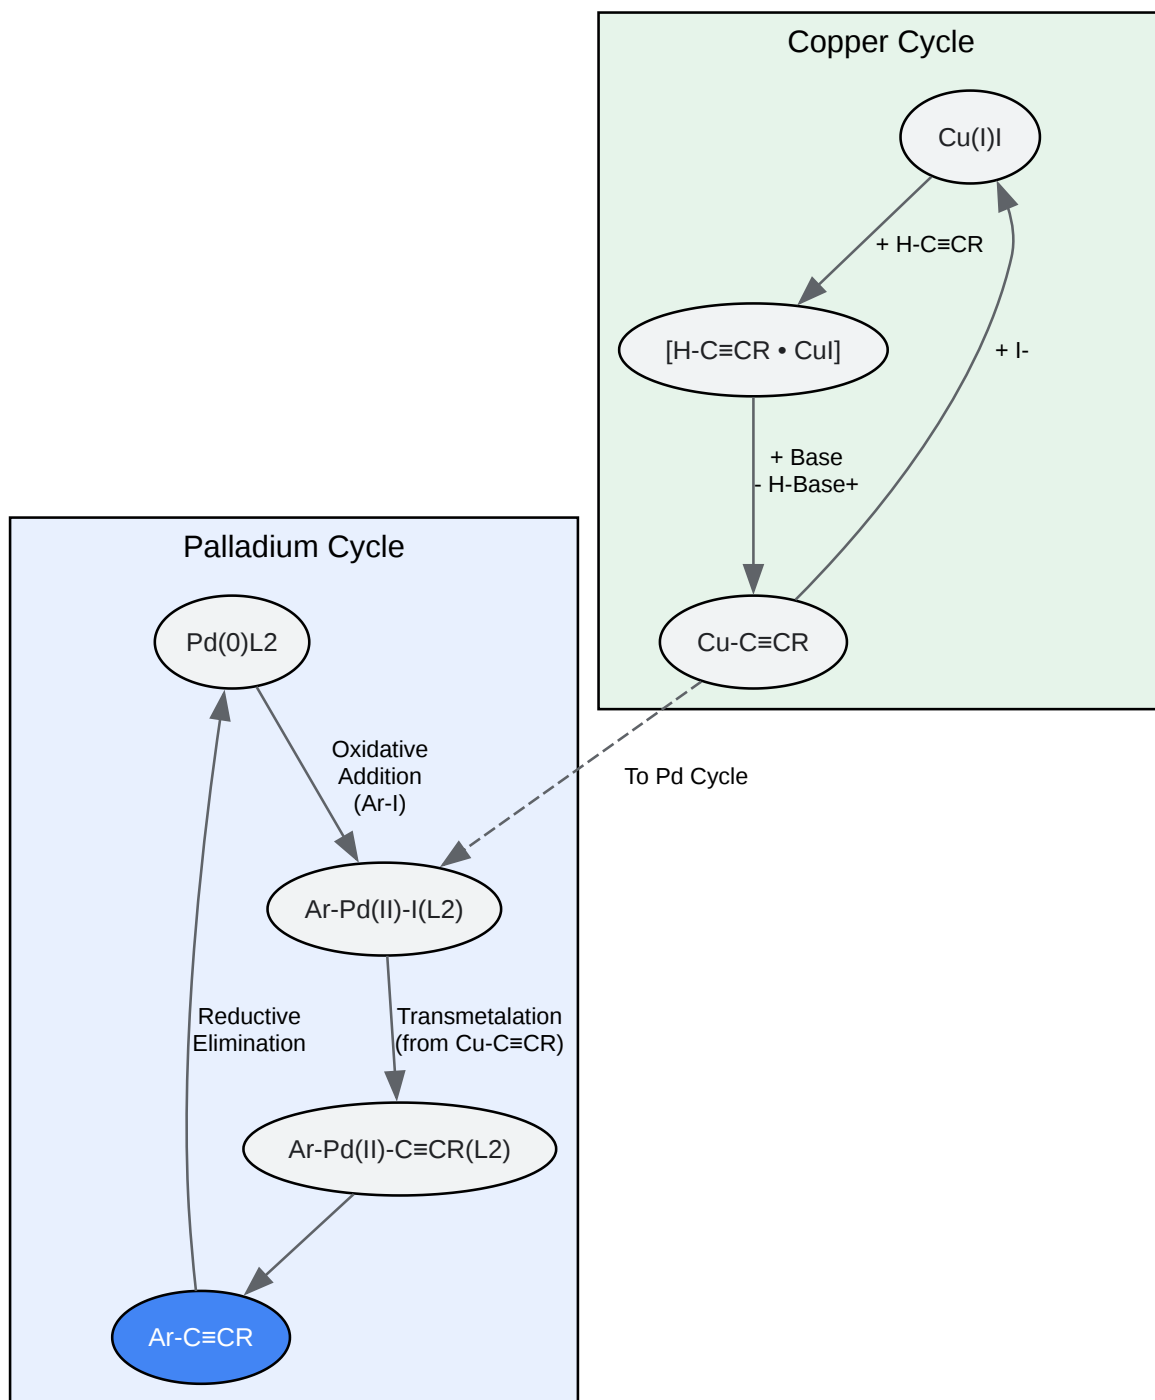 Copper Cycle
Cu(I)I
+ H-C≡CR
[H-C≡CR • CuI]
+ I-
+ Base
- H-Base+
Cu-C≡CR
To Pd Cycle
Palladium Cycle
Pd(0)L2
Oxidative
Addition
(Ar-I)
Ar-Pd(II)-I(L2)
Reductive
Elimination
Transmetalation
(from Cu-C≡CR)
Ar-Pd(II)-C≡CR(L2)
Ar-C≡CR